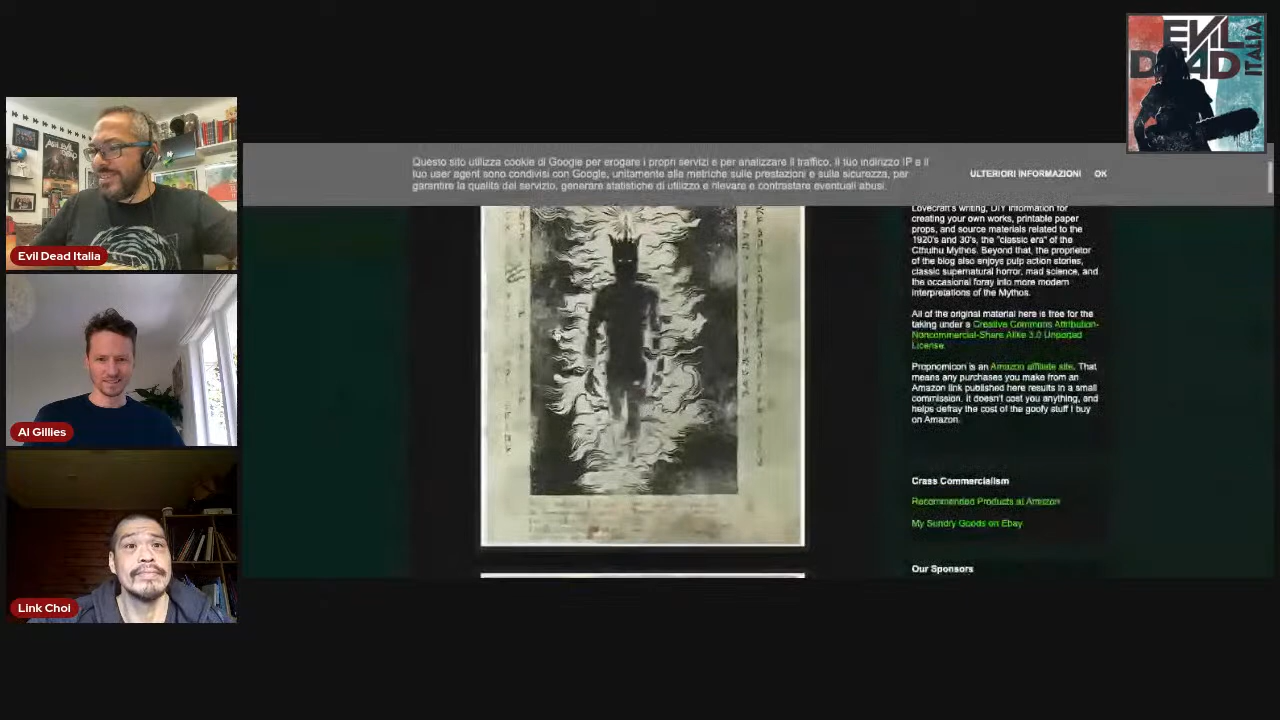 EVIL
DEAD
ITALIA
Questo sito utilizza cookie di Google per erogare i propri servizi e per analizzare il traffico. Il tuo indirizzo IP e il
tuo user agent sono condivisi con Google, unitamente alle metriche sulle prestazioni e sulla sicurezza, per
garantire la qualità del servizio, generare statistiche di utilizzo e rilevare e contrastare eventuali abusi.
ULTERIORI INFORMAZIONI OK
Evil Dead Italia
Al Gillies
Link Choi
Lovecraft's writing, DIY information for
creating your own works, printable paper
props, and source materials related to the
1920's and 30's, the "classic era" of the
Cthulhu Mythos. Beyond that, the proprietor
of the blog also enjoys pulp action stories,
classic supernatural horror, mad science, and
the occasional foray into more modern
interpretations of the Mythos.
All of the original material here is free for the
taking under a Creative Commons Attribution-
Noncommercial-Share Alike 3.0 Unported
License.
Propnomicon is an Amazon affiliate site. That
means any purchases you make from an
Amazon link published here results in a small
commission. It doesn't cost you anything, and
helps defray the cost of the goofy stuff I buy
on Amazon.
Crass Commercialism
Recommended Products at Amazon
My Sundry Goods on Ebay
Our Sponsors